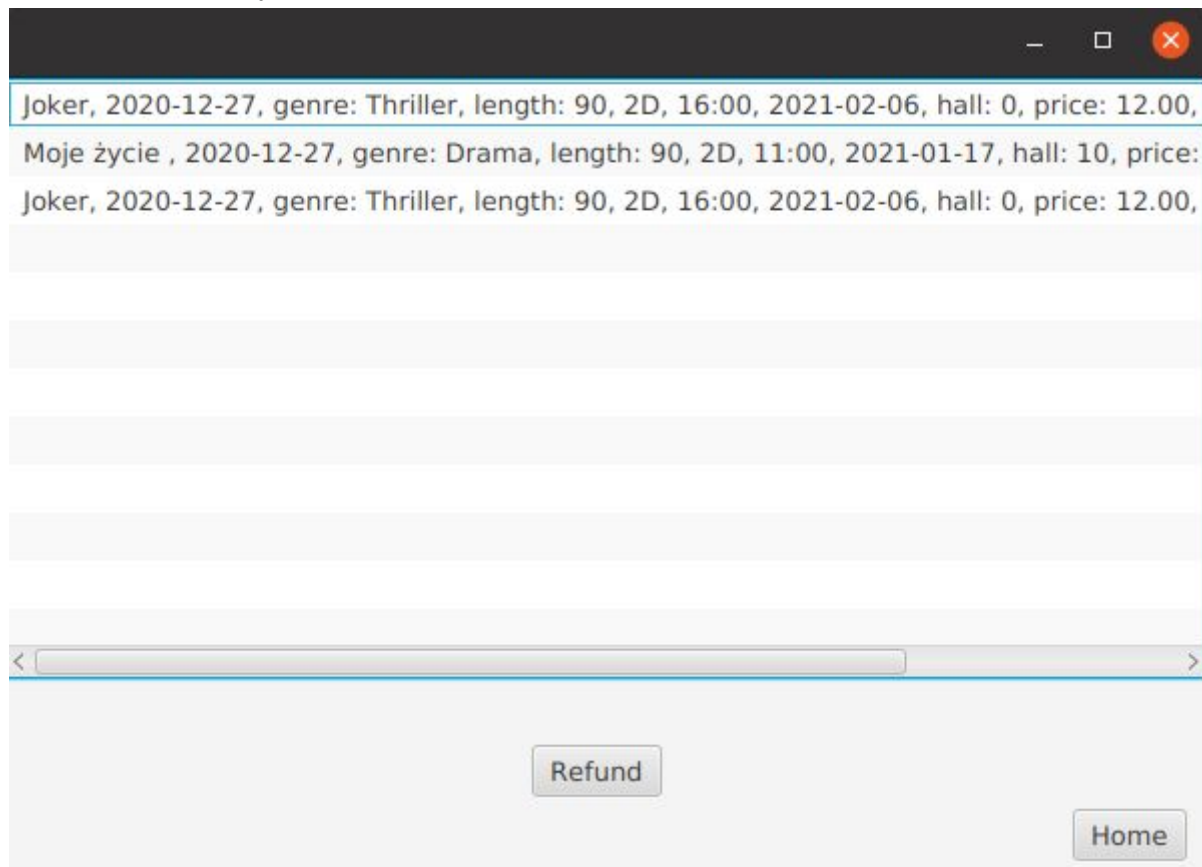 Joker, 2020-12-27, genre: Thriller, length: 90, 2D, 16:00, 2021-02-06, hall: 0, price: 12.00,
Moje życie , 2020-12-27, genre: Drama, length: 90, 2D, 11:00, 2021-01-17, hall: 10, price:
Joker, 2020-12-27, genre: Thriller, length: 90, 2D, 16:00, 2021-02-06, hall: 0, price: 12.00,
Refund
Home